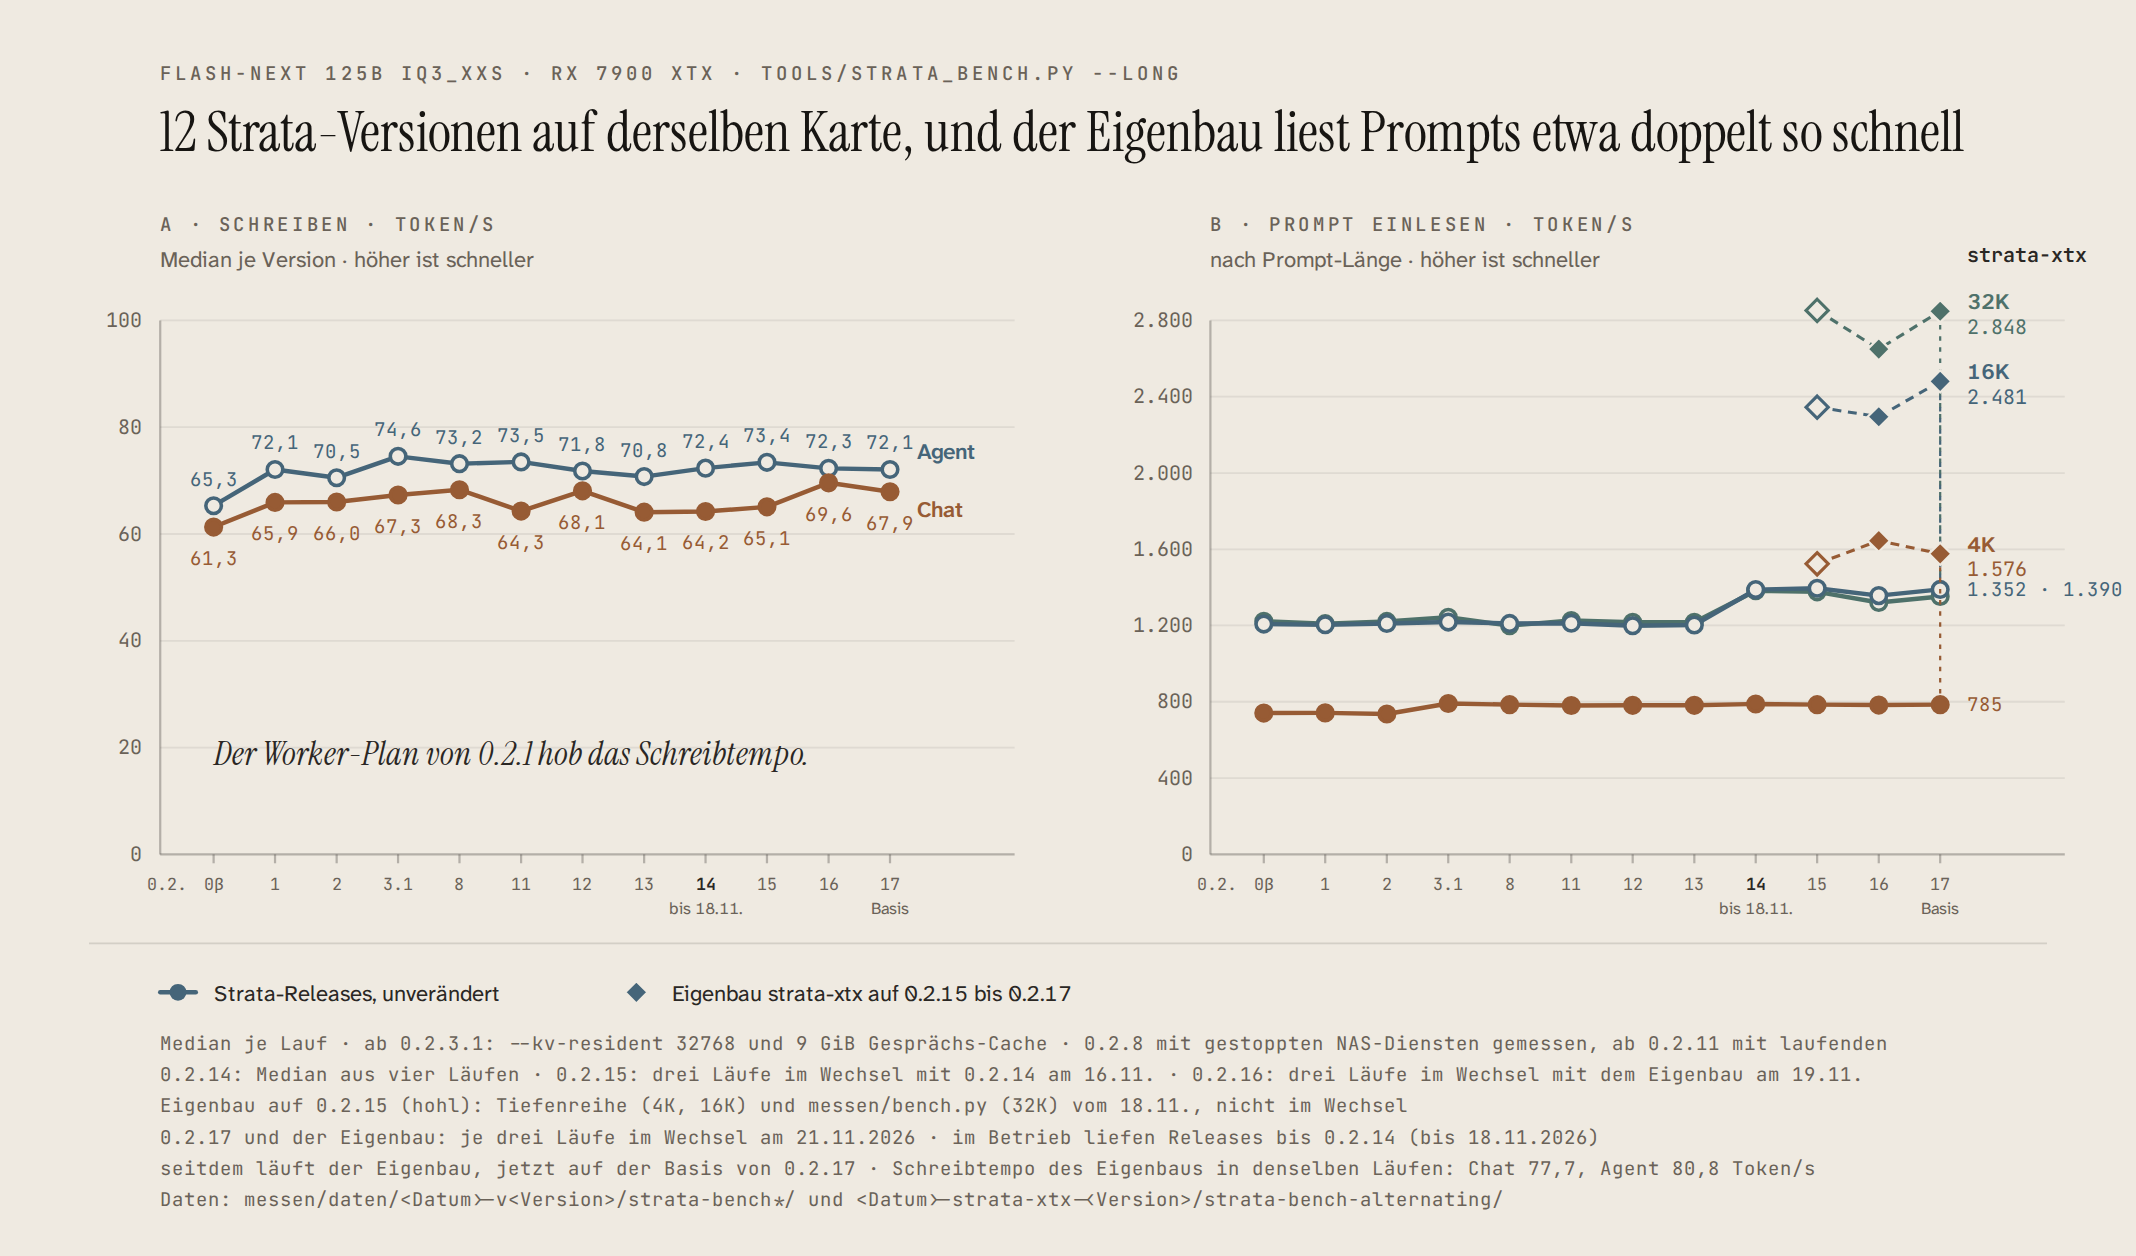 FLASH-NEXT 125B IQ3_XXS · RX 7900 XTX · TOOLS/STRATA_BENCH.PY --LONG
12 Strata-Versionen auf derselben Karte, und der Eigenbau liest Prompts etwa doppelt so schnell
A · SCHREIBEN · TOKEN/S
Median je Version · höher ist schneller
100
80
60
40
20
0
65,3
72,1
70,5
74,6
73,2
73,5
71,8
70,8
72,4
73,4
72,3
72,1
Agent
61,3
65,9
66,0
67,3
68,3
64,3
68,1
64,1
64,2
65,1
69,6
67,9
Chat
Der Worker-Plan von 0.2.1 hob das Schreibtempo.
0.2. 0β 1 2 3.1 8 11 12 13 14 15 16 17
bis 18.11. Basis
B · PROMPT EINLESEN · TOKEN/S
nach Prompt-Länge · höher ist schneller
strata-xtx
2.800
2.400
2.000
1.600
1.200
800
400
0
32K
2.848
16K
2.481
4K
1.576
1.352 · 1.390
785
0.2. 0β 1 2 3.1 8 11 12 13 14 15 16 17
bis 18.11. Basis
Strata-Releases, unverändert
Eigenbau strata-xtx auf 0.2.15 bis 0.2.17
Median je Lauf · ab 0.2.3.1: --kv-resident 32768 und 9 GiB Gesprächs-Cache · 0.2.8 mit gestoppten NAS-Diensten gemessen, ab 0.2.11 mit laufenden
0.2.14: Median aus vier Läufen · 0.2.15: drei Läufe im Wechsel mit 0.2.14 am 16.11. · 0.2.16: drei Läufe im Wechsel mit dem Eigenbau am 19.11.
Eigenbau auf 0.2.15 (hohl): Tiefenreihe (4K, 16K) und messen/bench.py (32K) vom 18.11., nicht im Wechsel
0.2.17 und der Eigenbau: je drei Läufe im Wechsel am 21.11.2026 · im Betrieb liefen Releases bis 0.2.14 (bis 18.11.2026)
seitdem läuft der Eigenbau, jetzt auf der Basis von 0.2.17 · Schreibtempo des Eigenbaus in denselben Läufen: Chat 77,7, Agent 80,8 Token/s
Daten: messen/daten/<Datum>-v<Version>/strata-bench*/ und <Datum>-strata-xtx-<Version>/strata-bench-alternating/